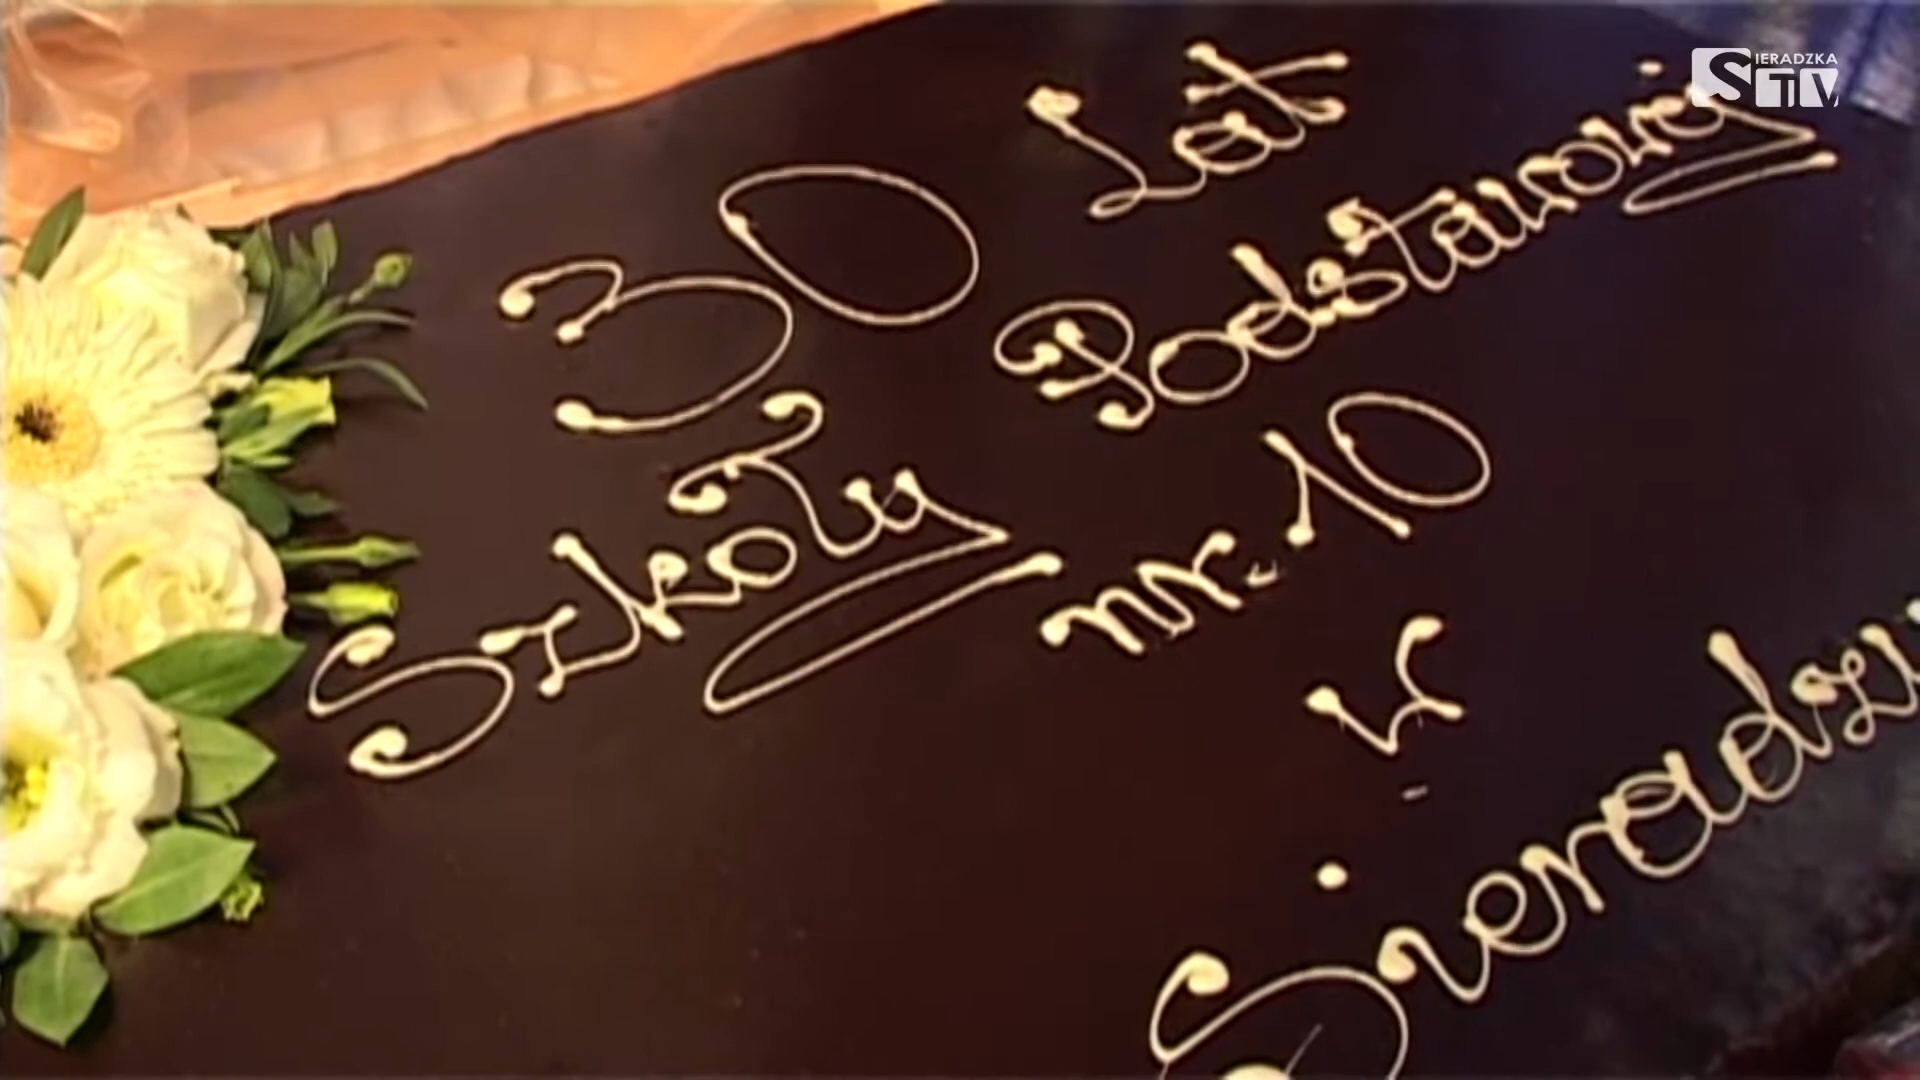 30 Lat
Szkoły Podstawowej
nr. 10
w
Sieradzu
SIERADZKA
TV